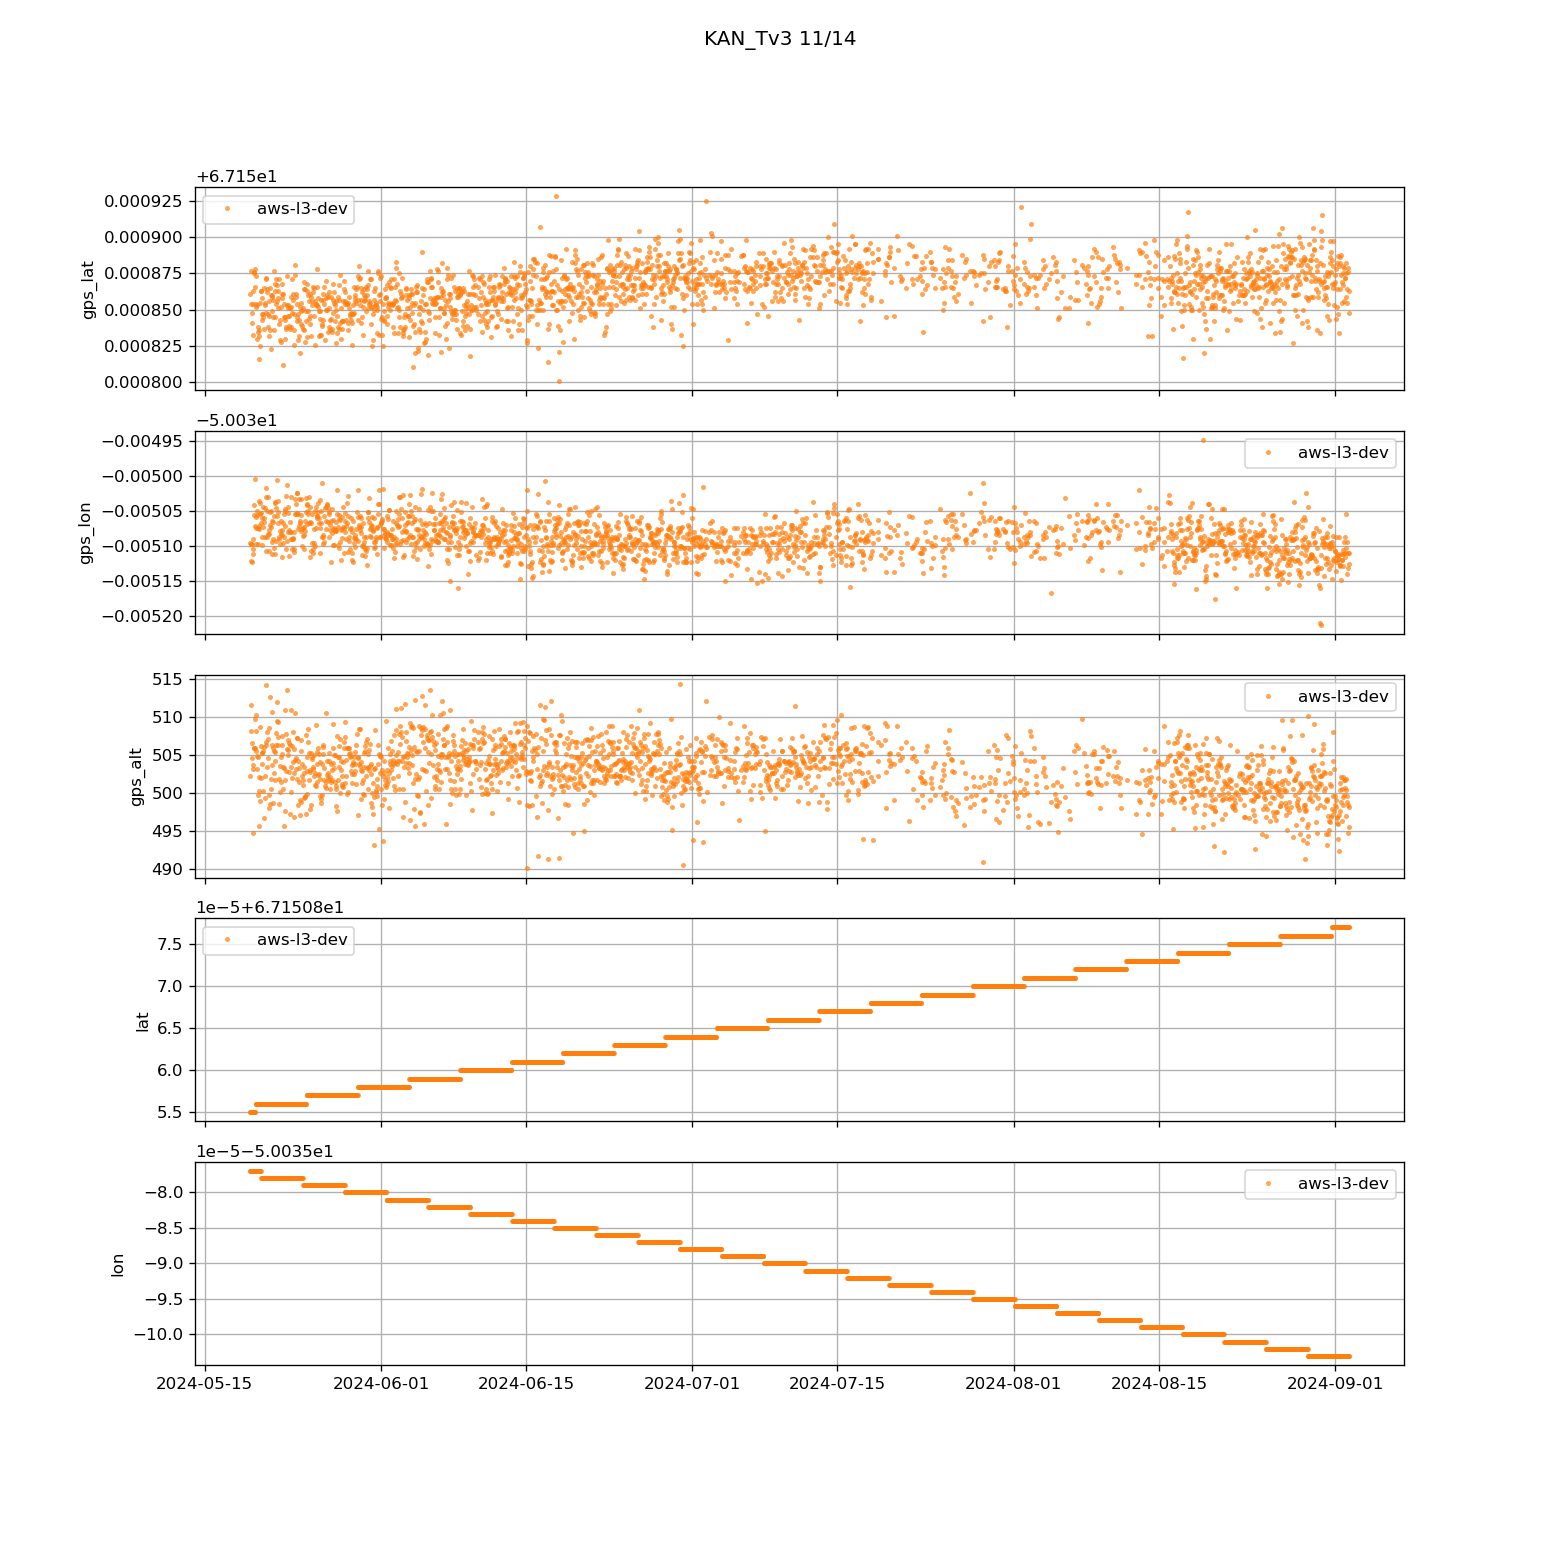 KAN_Tv3 11/14
+6.715e1
0.000925
0.000900
0.000875
0.000850
0.000825
0.000800
gps_lat
aws-l3-dev
−5.003e1
−0.00495
−0.00500
−0.00505
−0.00510
−0.00515
−0.00520
gps_lon
aws-l3-dev
515
510
505
500
495
490
gps_alt
aws-l3-dev
1e−5+6.71508e1
7.5
7.0
6.5
6.0
5.5
lat
aws-l3-dev
1e−5−5.0035e1
−8.0
−8.5
−9.0
−9.5
−10.0
lon
aws-l3-dev
2024-05-15 2024-06-01 2024-06-15 2024-07-01 2024-07-15 2024-08-01 2024-08-15 2024-09-01